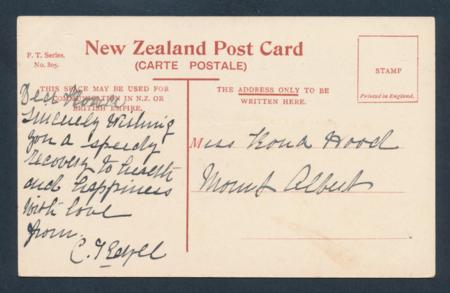 F. T. Series.
No. 805.
New Zealand Post Card
(CARTE POSTALE)
STAMP
Printed in England.
THIS SPACE MAY BE USED FOR
COMMUNICATION IN N.Z. OR
BRITISH EMPIRE.
THE ADDRESS ONLY TO BE
WRITTEN HERE.
Dear
Sincerely Wishing
you a speedy
recovery to health
and happiness
With love
from
Miss Hood
Mount Albert